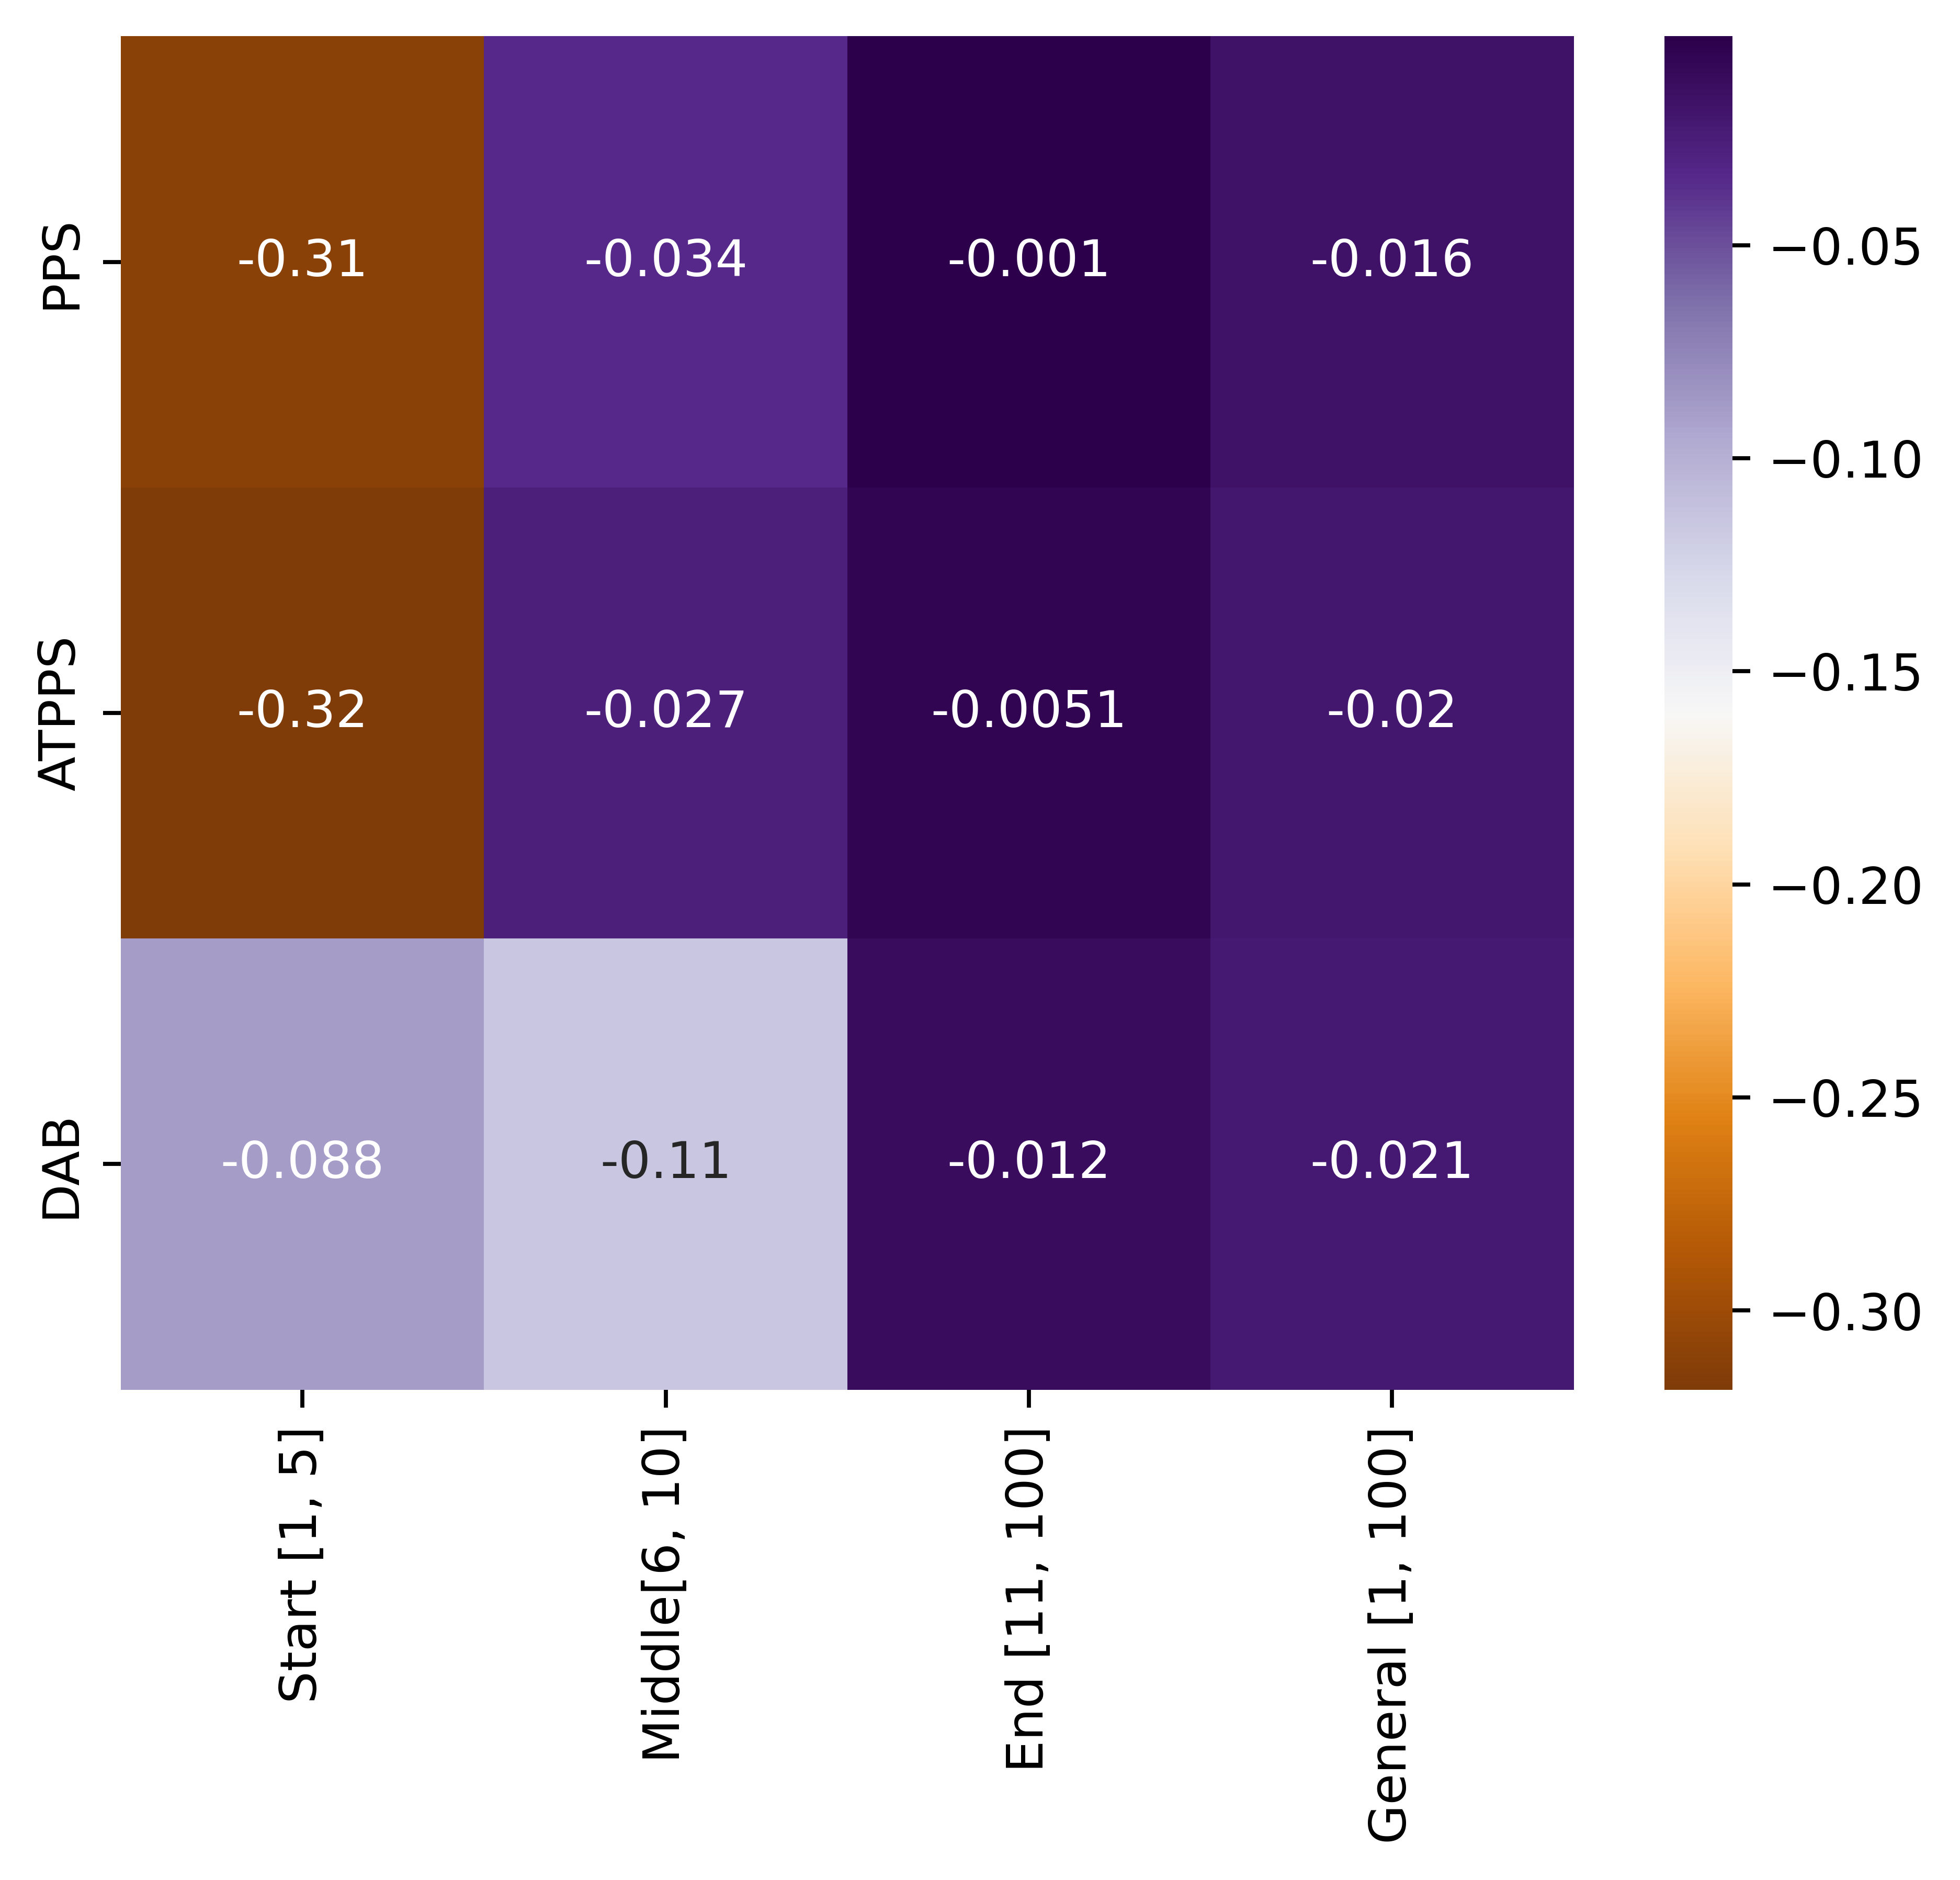 PPS
-0.31
-0.034
-0.001
-0.016
ATPPS
-0.32
-0.027
-0.0051
-0.02
DAB
-0.088
-0.11
-0.012
-0.021
Start [1, 5]
Middle[6, 10]
End [11, 100]
General [1, 100]
−0.05
−0.10
−0.15
−0.20
−0.25
−0.30